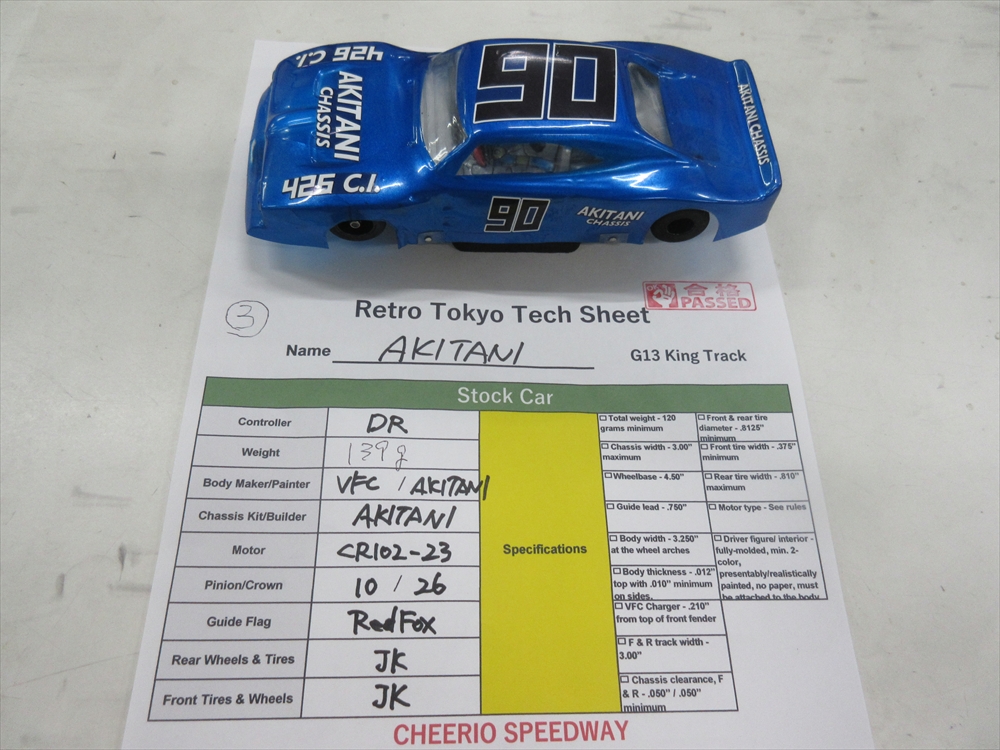 426 C.I.
AKITANI
CHASSIS
426 C.I.
90
90
AKITANI
CHASSIS
AKITANI CHASSIS
合格
PASSED
3
Retro Tokyo Tech Sheet
Name AKITANI
G13 King Track
Stock Car
Controller DR
Weight 139g
Body Maker/Painter VFC / AKITANI
Chassis Kit/Builder AKITANI
Motor CR102-23
Pinion/Crown 10 / 26
Guide Flag RedFox
Rear Wheels & Tires JK
Front Tires & Wheels JK
Specifications
Total weight - 120
grams minimum
Chassis width - 3.00"
maximum
Wheelbase - 4.50"
Guide lead - .750"
Body width - 3.250"
at the wheel arches
Body thickness - .012"
top with .010" minimum
on sides.
VFC Charger - .210"
from top of front fender
F & R track width -
3.00"
Chassis clearance, F
& R - .050" / .050"
minimum
Front & rear tire
diameter - .8125"
minimum
Front tire width - .375"
minimum
Rear tire width - .810"
maximum
Motor type - See rules
Driver figure/ interior -
fully-molded, min. 2-
color,
presentably/realistically
painted, no paper, must
be attached to the body
CHEERIO SPEEDWAY